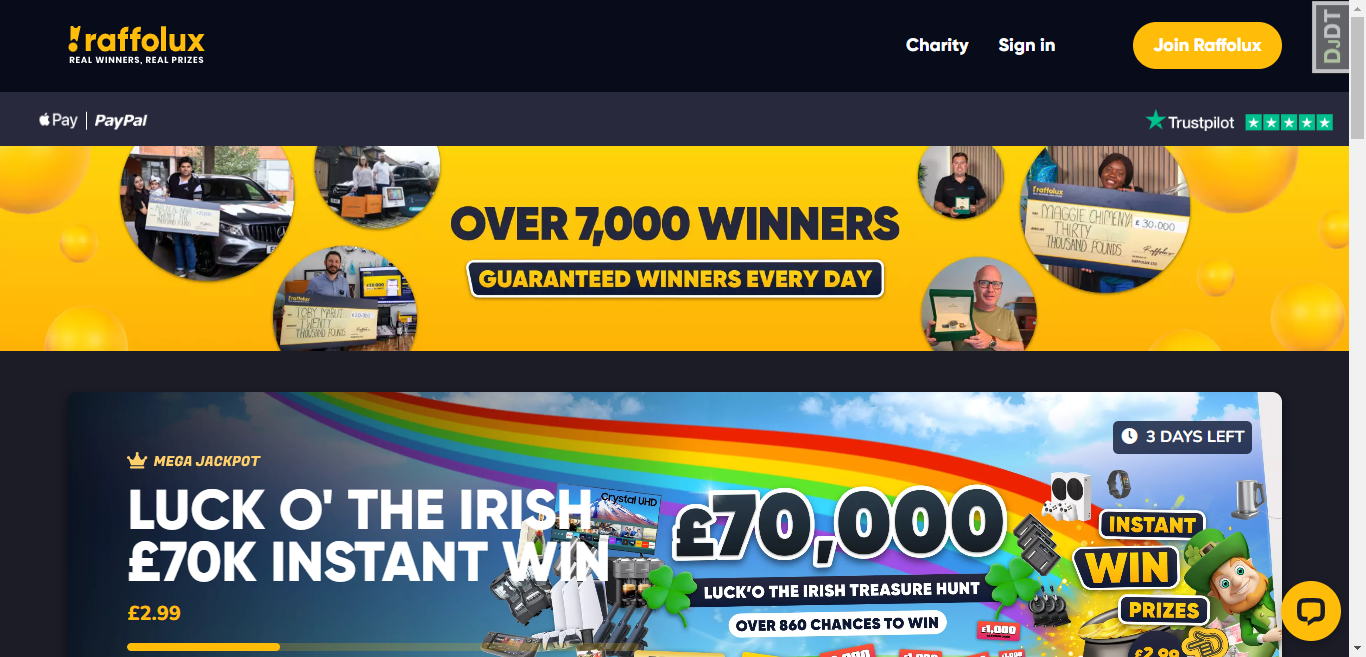 raffolux
REAL WINNERS, REAL PRIZES
Charity
Sign in
Join Raffolux
DJDT
Pay | PayPal
Trustpilot
OVER 7,000 WINNERS
GUARANTEED WINNERS EVERY DAY
raffolux
MAGGIE CHIMENYA
£ 30,000
THIRTY
THOUSAND POUNDS
TOBY
TWENTY
THOUSAND POUNDS
3 DAYS LEFT
MEGA JACKPOT
LUCK O' THE IRISH
£70K INSTANT WIN
£2.99
Crystal UHD
£70,000
LUCK'O THE IRISH TREASURE HUNT
OVER 860 CHANCES TO WIN
£1,000
INSTANT
WIN
PRIZES
£2.99